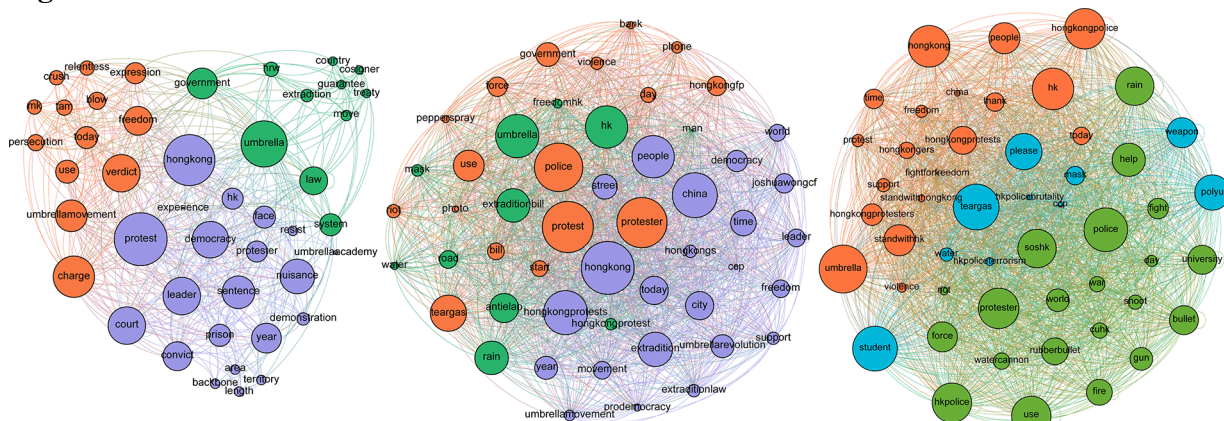 relentless
crush
expression
mk
tam
blow
freedom
persecution
today
use
verdict
umbrellamovement
charge
government
hrw
country
cosigner
guarantee
extradition
treaty
move
umbrella
law
system
hongkong
experience
hk
face
resist
protest
democracy
protester
umbrellaacademy
nuisance
leader
sentence
demonstration
court
prison
year
convict
area
territory
backbone
length
bank
government
phone
violence
force
day
hongkongfp
freedomhk
pepperspray
umbrella
hk
man
world
use
police
people
democracy
mask
street
joshuawongcf
china
extraditionbill
riot
photo
protest
protester
time
leader
bill
hongkongs
road
water
start
hongkong
cop
today
freedom
teargas
antielab
hongkongprotests
city
hongkongprotest
support
rain
extradition
umbrellarevolution
year
movement
extraditionlaw
prodemocracy
umbrellamovement
hongkong
people
hongkongpolice
time
china
hk
rain
freedom
thank
protest
hongkongers
hongkongprotests
today
please
weapon
help
fightforfreedom
support
mask
standwithhongkong
hkpolicebrutality
polyu
hongkongprotesters
teargas
cop
fight
standwithhk
police
water
soshk
umbrella
hkpoliceterrorism
day
university
violence
riot
war
world
shoot
protester
bullet
cuhk
student
force
rubberbullet
watercannon
gun
fire
hkpolice
use